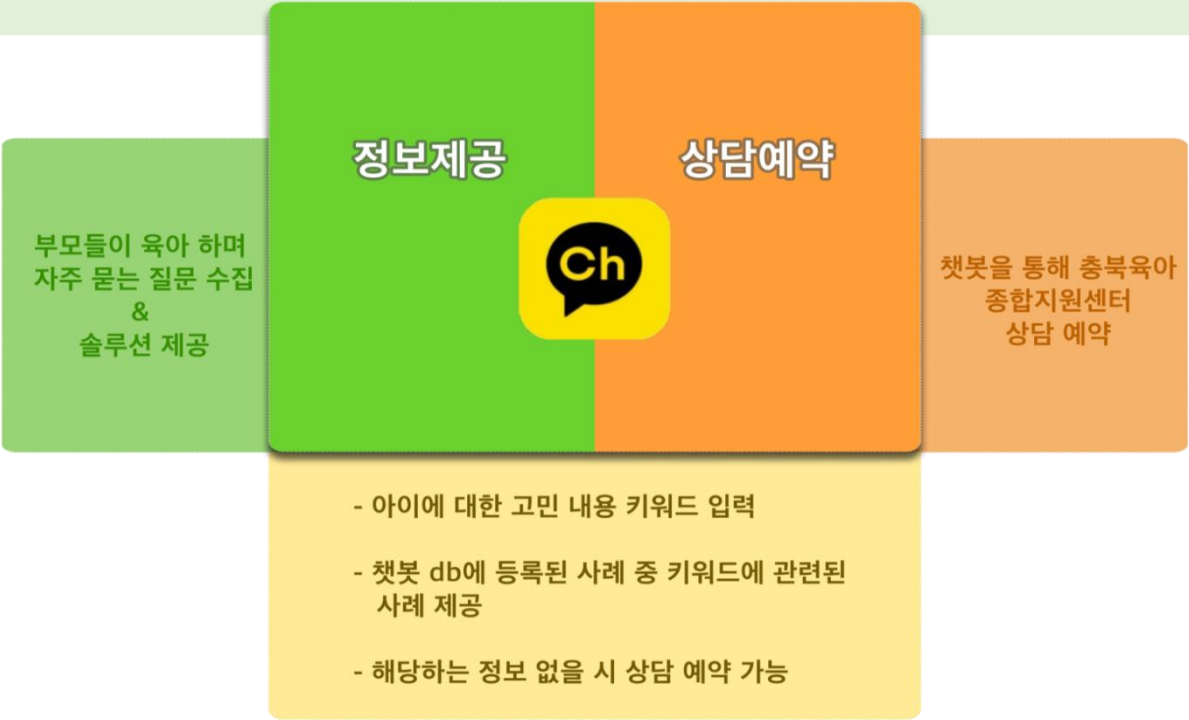 정보제공
상담예약
Ch
부모들이 육아 하며
자주 묻는 질문 수집
&
솔루션 제공
챗봇을 통해 충북육아
종합지원센터
상담 예약
- 아이에 대한 고민 내용 키워드 입력
- 챗봇 db에 등록된 사례 중 키워드에 관련된
사례 제공
- 해당하는 정보 없을 시 상담 예약 가능